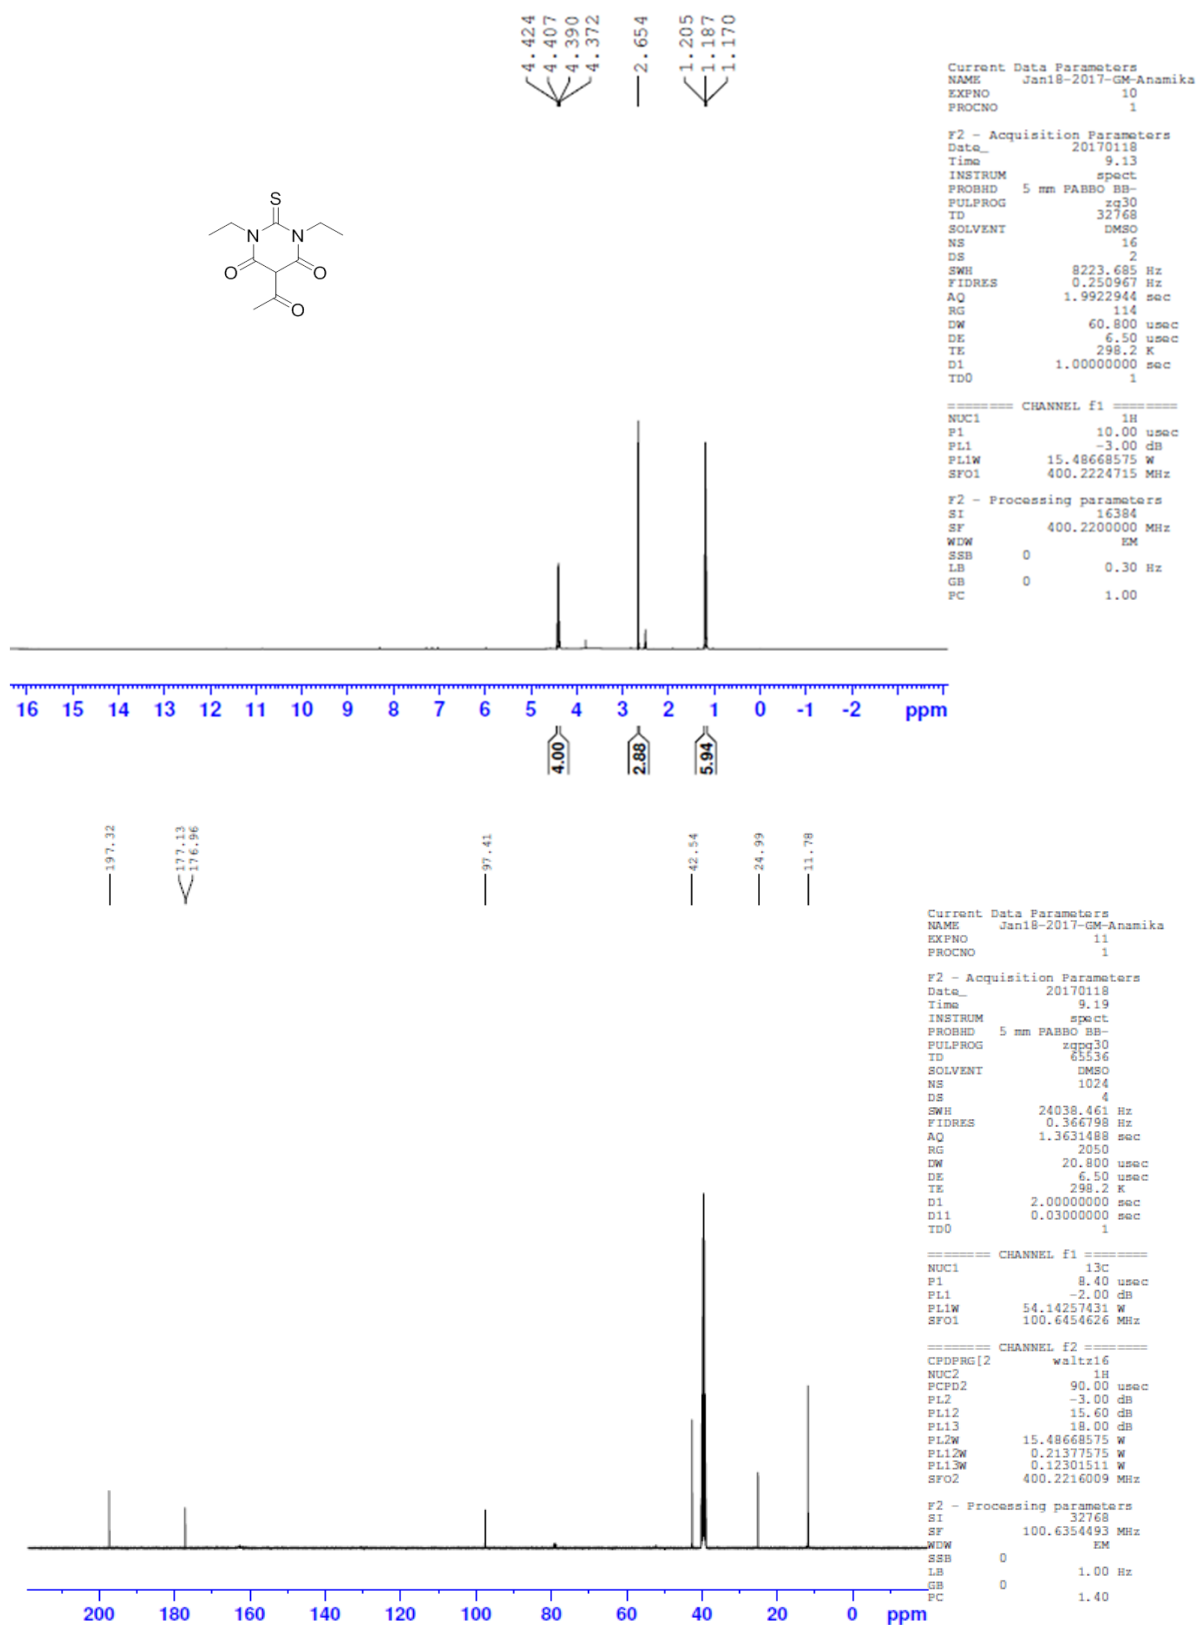 4.424
4.407
4.390
4.372
2.654
1.205
1.187
1.170
Current Data Parameters
NAME Jan18-2017-GM-Anamika
EXPNO 10
PROCNO 1
F2 - Acquisition Parameters
Date_ 20170118
Time 9.13
INSTRUM spect
PROBHD 5 mm PABBO BB-
PULPROG zg30
TD 32768
SOLVENT DMSO
NS 16
DS 2
SWH 8223.685 Hz
FIDRES 0.250967 Hz
AQ 1.9922944 sec
RG 114
DW 60.800 usec
DE 6.50 usec
TE 298.2 K
D1 1.00000000 sec
TD0 1
======== CHANNEL f1 ========
NUC1 1H
P1 10.00 usec
PL1 -3.00 dB
PL1W 15.48668575 W
SFO1 400.2224715 MHz
F2 - Processing parameters
SI 16384
SF 400.2200000 MHz
WDW EM
SSB 0
LB 0.30 Hz
GB 0
PC 1.00
S
N N
O O
O
16 15 14 13 12 11 10 9 8 7 6 5 4 3 2 1 0 -1 -2 ppm
4.00
2.88
5.94
197.32
177.13
176.96
97.41
42.54
24.99
11.78
Current Data Parameters
NAME Jan18-2017-GM-Anamika
EXPNO 11
PROCNO 1
F2 - Acquisition Parameters
Date_ 20170118
Time 9.19
INSTRUM spect
PROBHD 5 mm PABBO BB-
PULPROG zgpg30
TD 65536
SOLVENT DMSO
NS 1024
DS 4
SWH 24038.461 Hz
FIDRES 0.366798 Hz
AQ 1.3631488 sec
RG 2050
DW 20.800 usec
DE 6.50 usec
TE 298.2 K
D1 2.00000000 sec
D11 0.03000000 sec
TD0 1
======== CHANNEL f1 ========
NUC1 13C
P1 8.40 usec
PL1 -2.00 dB
PL1W 54.14257431 W
SFO1 100.6454626 MHz
======== CHANNEL f2 ========
CPDPRG[2 waltz16
NUC2 1H
PCPD2 90.00 usec
PL2 -3.00 dB
PL12 15.60 dB
PL13 18.00 dB
PL2W 15.48668575 W
PL12W 0.21377575 W
PL13W 0.12301511 W
SFO2 400.2216009 MHz
F2 - Processing parameters
SI 32768
SF 100.6354493 MHz
WDW EM
SSB 0
LB 1.00 Hz
GB 0
PC 1.40
200 180 160 140 120 100 80 60 40 20 0 ppm